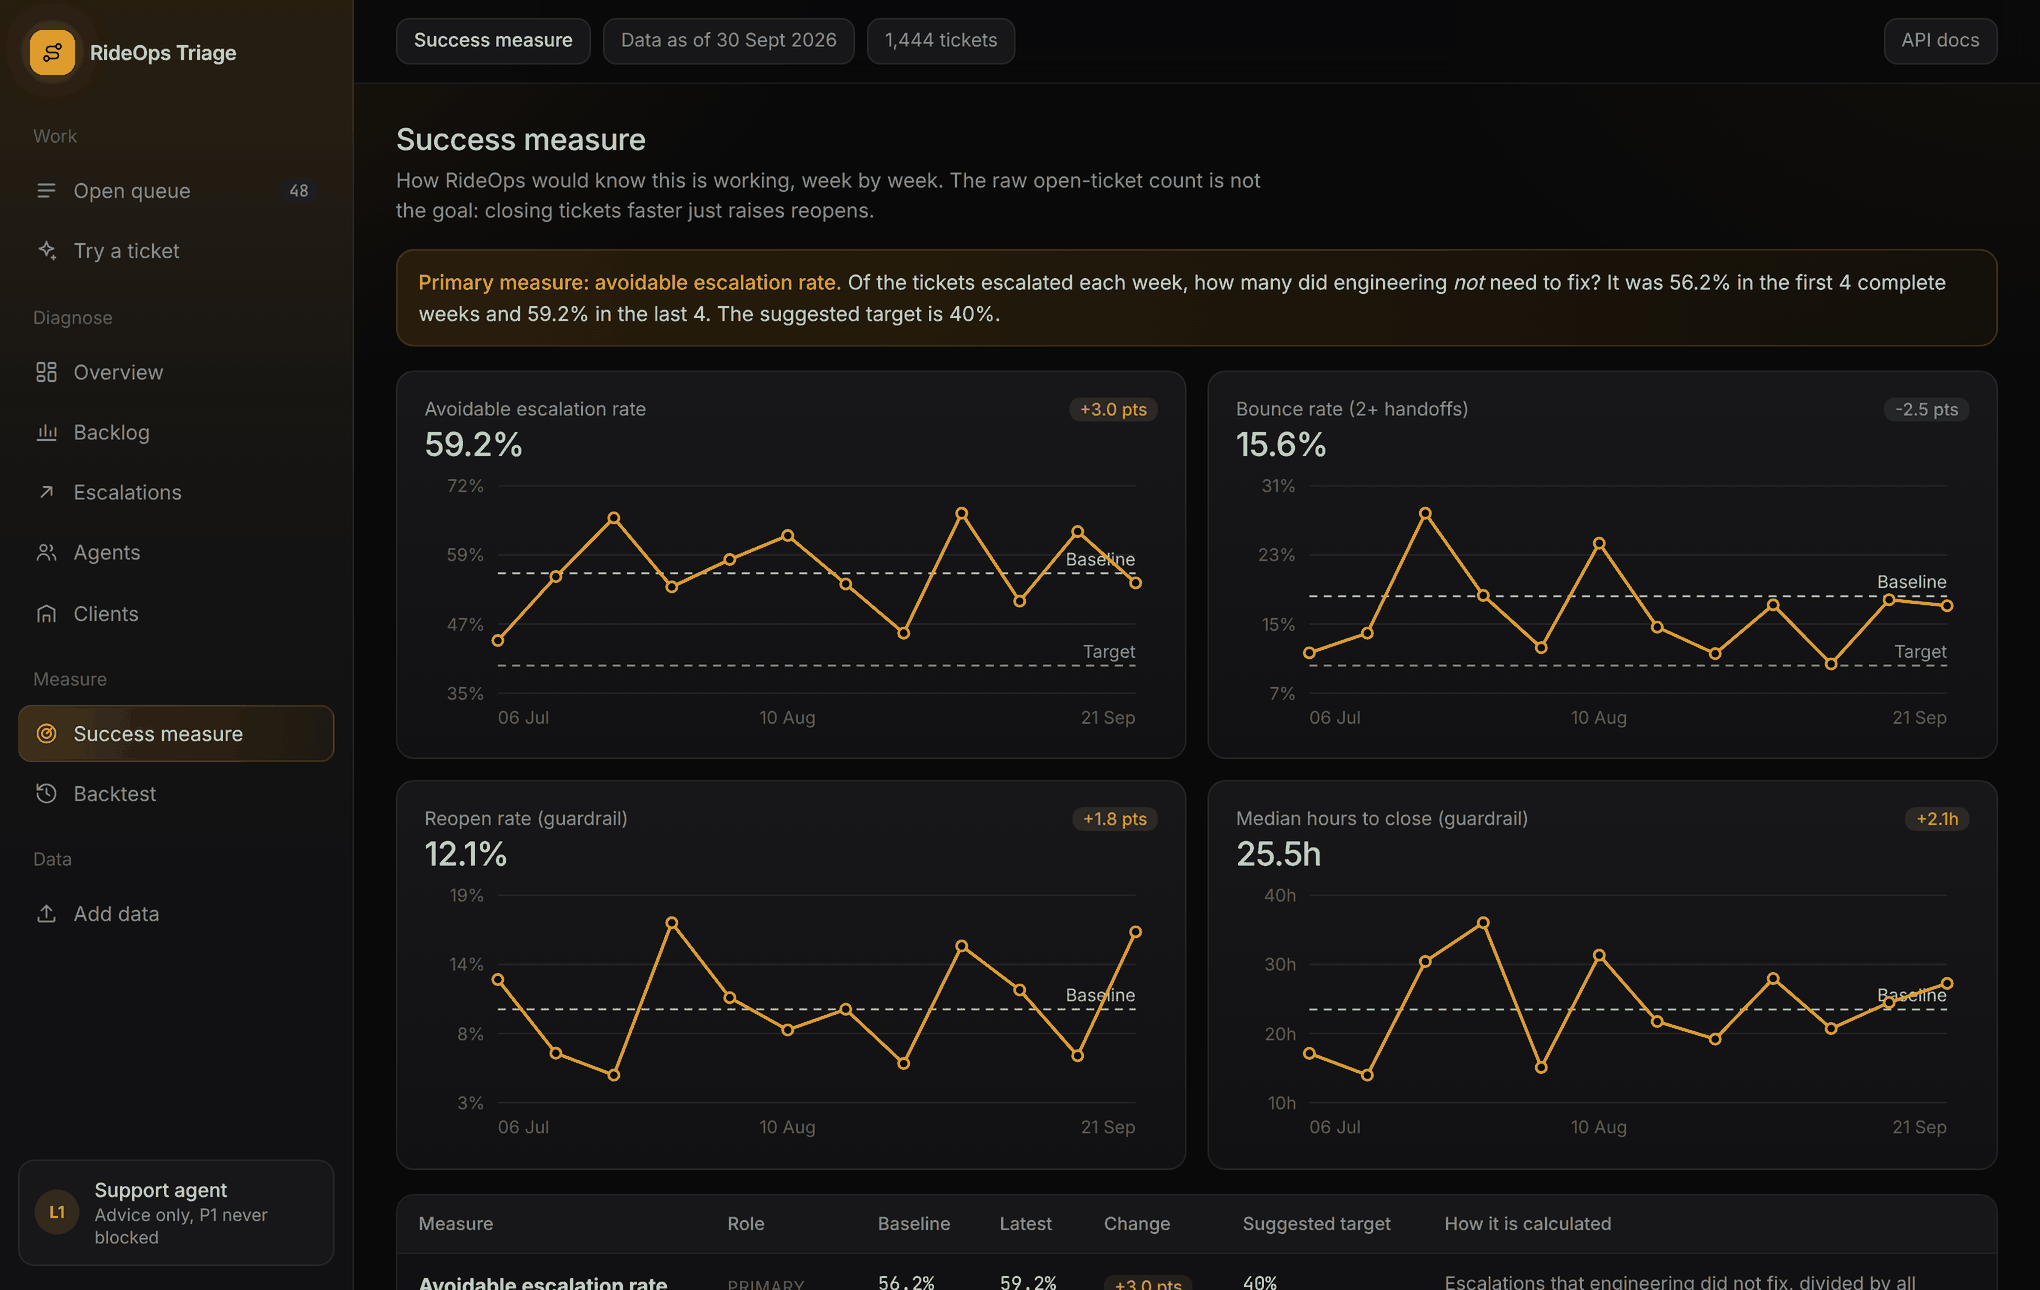 RideOps Triage
Work
Open queue
48
Try a ticket
Diagnose
Overview
Backlog
Escalations
Agents
Clients
Measure
Success measure
Backtest
Data
Add data
L1
Support agent
Advice only, P1 never
blocked
Success measure
Data as of 30 Sept 2026
1,444 tickets
API docs
Success measure
How RideOps would know this is working, week by week. The raw open-ticket count is not
the goal: closing tickets faster just raises reopens.
Primary measure: avoidable escalation rate. Of the tickets escalated each week, how many did engineering not need to fix? It was 56.2% in the first 4 complete
weeks and 59.2% in the last 4. The suggested target is 40%.
Avoidable escalation rate
+3.0 pts
59.2%
72%
59%
47%
35%
Baseline
Target
06 Jul
10 Aug
21 Sep
Bounce rate (2+ handoffs)
-2.5 pts
15.6%
31%
23%
15%
7%
Baseline
Target
06 Jul
10 Aug
21 Sep
Reopen rate (guardrail)
+1.8 pts
12.1%
19%
14%
8%
3%
Baseline
06 Jul
10 Aug
21 Sep
Median hours to close (guardrail)
+2.1h
25.5h
40h
30h
20h
10h
Baseline
06 Jul
10 Aug
21 Sep
Measure Role Baseline Latest Change Suggested target How it is calculated
Avoidable escalation rate PRIMARY 56.2% 59.2% +3.0 pts 40% Escalations that engineering did not fix, divided by all